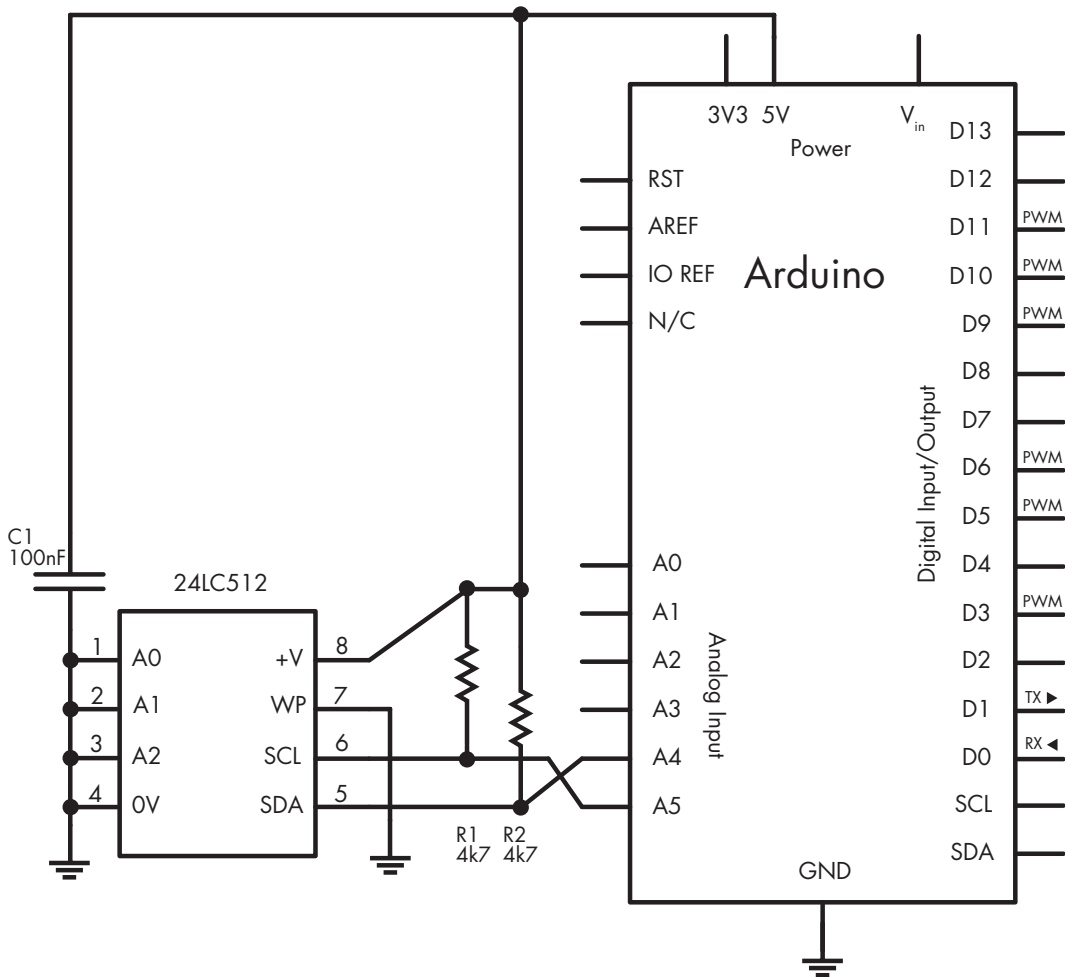 3V3 5V
V in
Power
Arduino
RST
AREF
IO REF
N/C
A0
A1
A2
A3
A4
A5
Analog Input
D13
D12
D11 PWM
D10 PWM
D9 PWM
D8
D7
D6 PWM
D5 PWM
D4
D3 PWM
D2
D1 TX ▶
D0 RX ◀
SCL
SDA
Digital Input/Output
GND
C1
100nF
24LC512
1 A0
2 A1
3 A2
4 0V
+V 8
WP 7
SCL 6
SDA 5
R1
4k7
R2
4k7